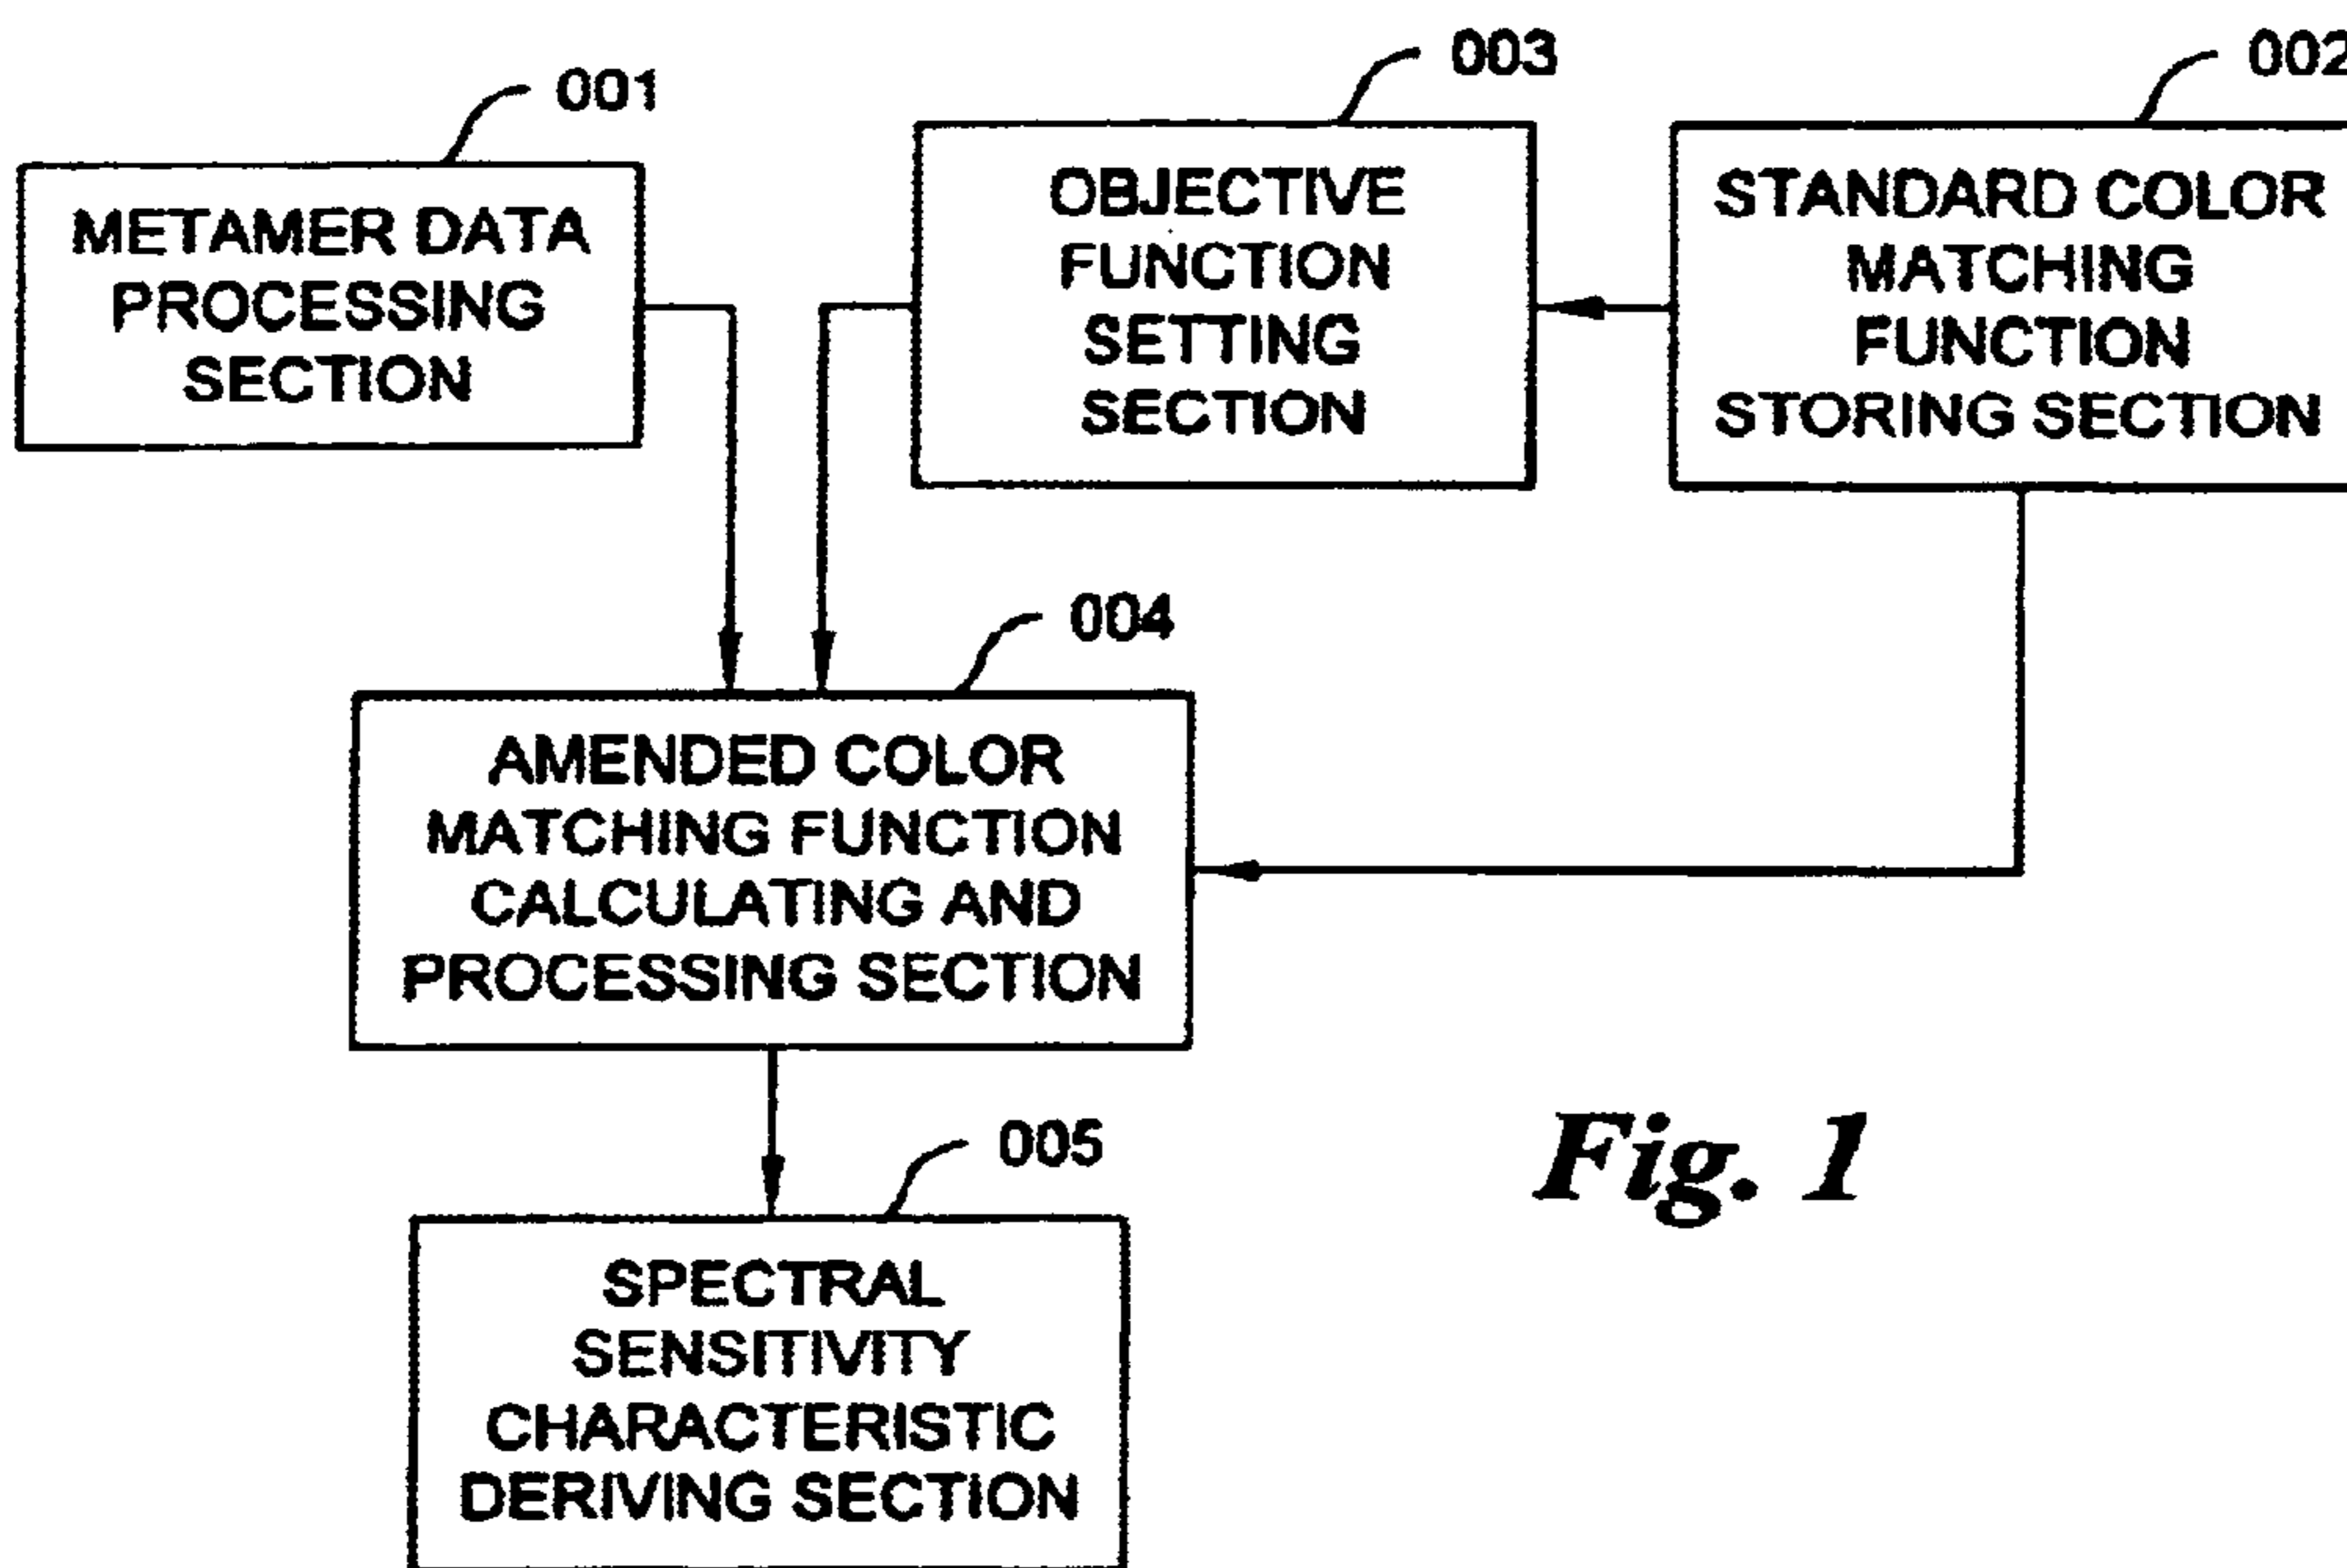 001
METAMER DATA
PROCESSING
SECTION
003
OBJECTIVE
FUNCTION
SETTING
SECTION
002
STANDARD COLOR
MATCHING
FUNCTION
STORING SECTION
004
AMENDED COLOR
MATCHING FUNCTION
CALCULATING AND
PROCESSING SECTION
005
SPECTRAL
SENSITIVITY
CHARACTERISTIC
DERIVING SECTION
Fig. 1